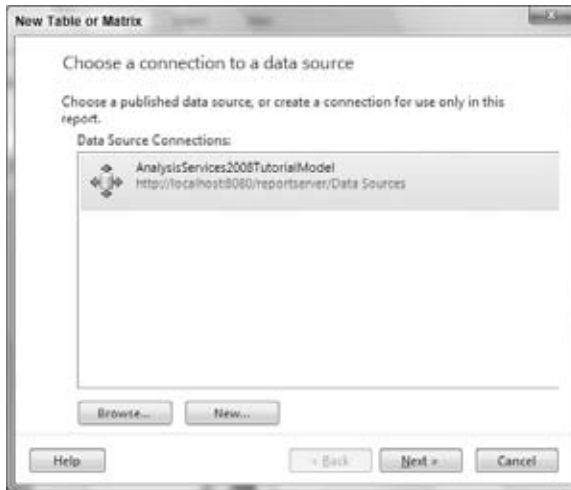 New Table or Matrix
Choose a connection to a data source
Choose a published data source, or create a connection for use only in this
report.
Data Source Connections:
AnalysisServices2008TutorialModel
http://localhost:8080/reportserver/Data Sources
Browse... New...
Help < Back Next > Cancel